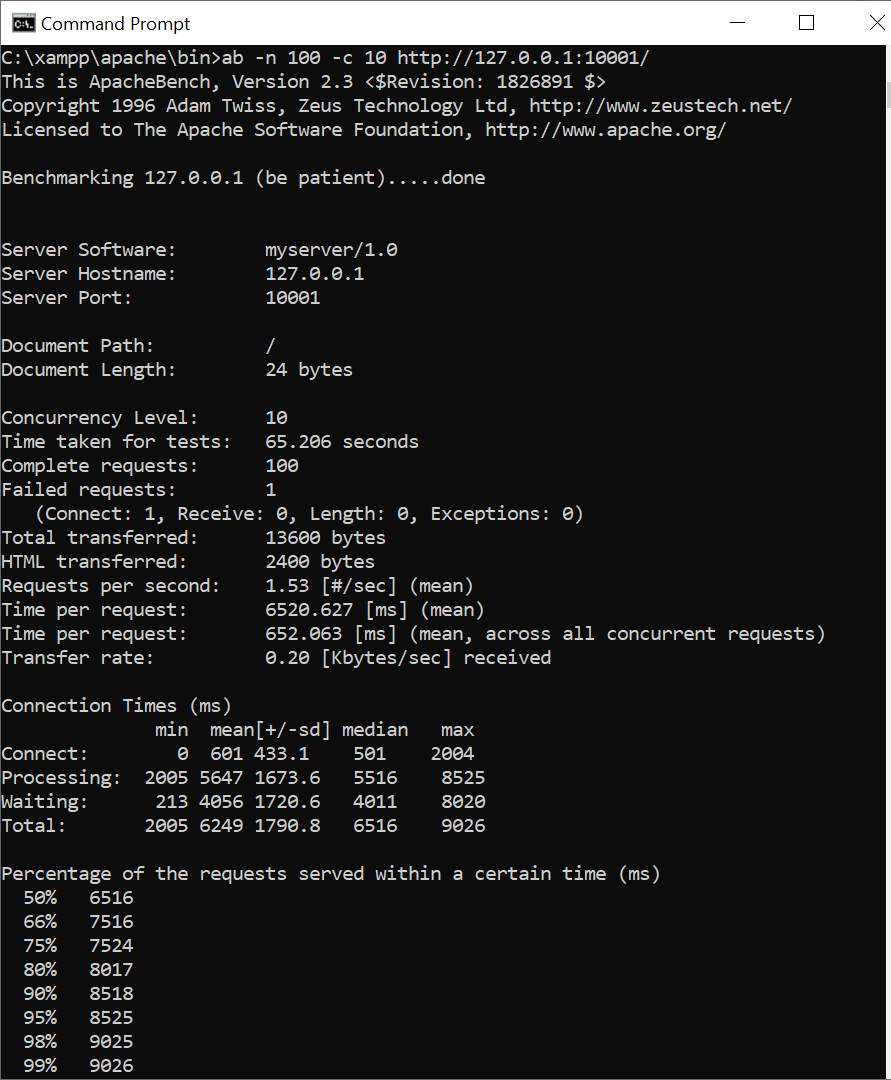 Command Prompt
C:\xampp\apache\bin>ab -n 100 -c 10 http://127.0.0.1:10001/
This is ApacheBench, Version 2.3 <$Revision: 1826891 $>
Copyright 1996 Adam Twiss, Zeus Technology Ltd, http://www.zeustech.net/
Licensed to The Apache Software Foundation, http://www.apache.org/
Benchmarking 127.0.0.1 (be patient).....done
Server Software:        myserver/1.0
Server Hostname:        127.0.0.1
Server Port:            10001
Document Path:          /
Document Length:        24 bytes
Concurrency Level:      10
Time taken for tests:   65.206 seconds
Complete requests:      100
Failed requests:        1
   (Connect: 1, Receive: 0, Length: 0, Exceptions: 0)
Total transferred:      13600 bytes
HTML transferred:       2400 bytes
Requests per second:    1.53 [#/sec] (mean)
Time per request:       6520.627 [ms] (mean)
Time per request:       652.063 [ms] (mean, across all concurrent requests)
Transfer rate:          0.20 [Kbytes/sec] received
Connection Times (ms)
              min  mean[+/-sd] median   max
Connect:        0  601 433.1    501    2004
Processing:  2005 5647 1673.6   5516    8525
Waiting:      213 4056 1720.6   4011    8020
Total:       2005 6249 1790.8   6516    9026
Percentage of the requests served within a certain time (ms)
  50%   6516
  66%   7516
  75%   7524
  80%   8017
  90%   8518
  95%   8525
  98%   9025
  99%   9026